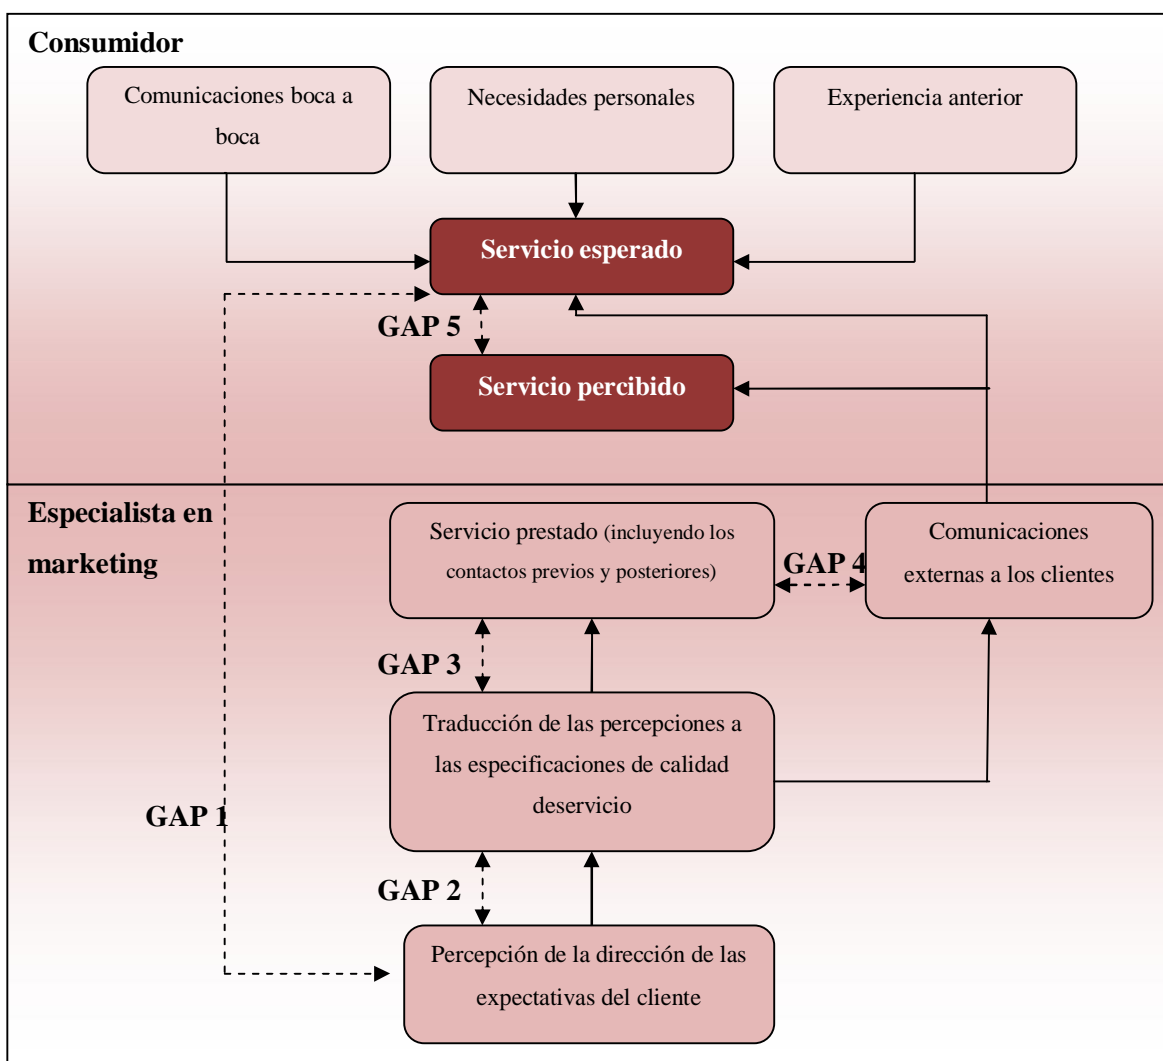 Consumidor
Comunicaciones boca a
boca
Necesidades personales
Experiencia anterior
Servicio esperado
GAP 5
Servicio percibido
Especialista en
marketing
Servicio prestado (incluyendo los
contactos previos y posteriores)
GAP 4
Comunicaciones
externas a los clientes
GAP 3
Traducción de las percepciones a
las especificaciones de calidad
deservicio
GAP 1
GAP 2
Percepción de la dirección de las
expectativas del cliente